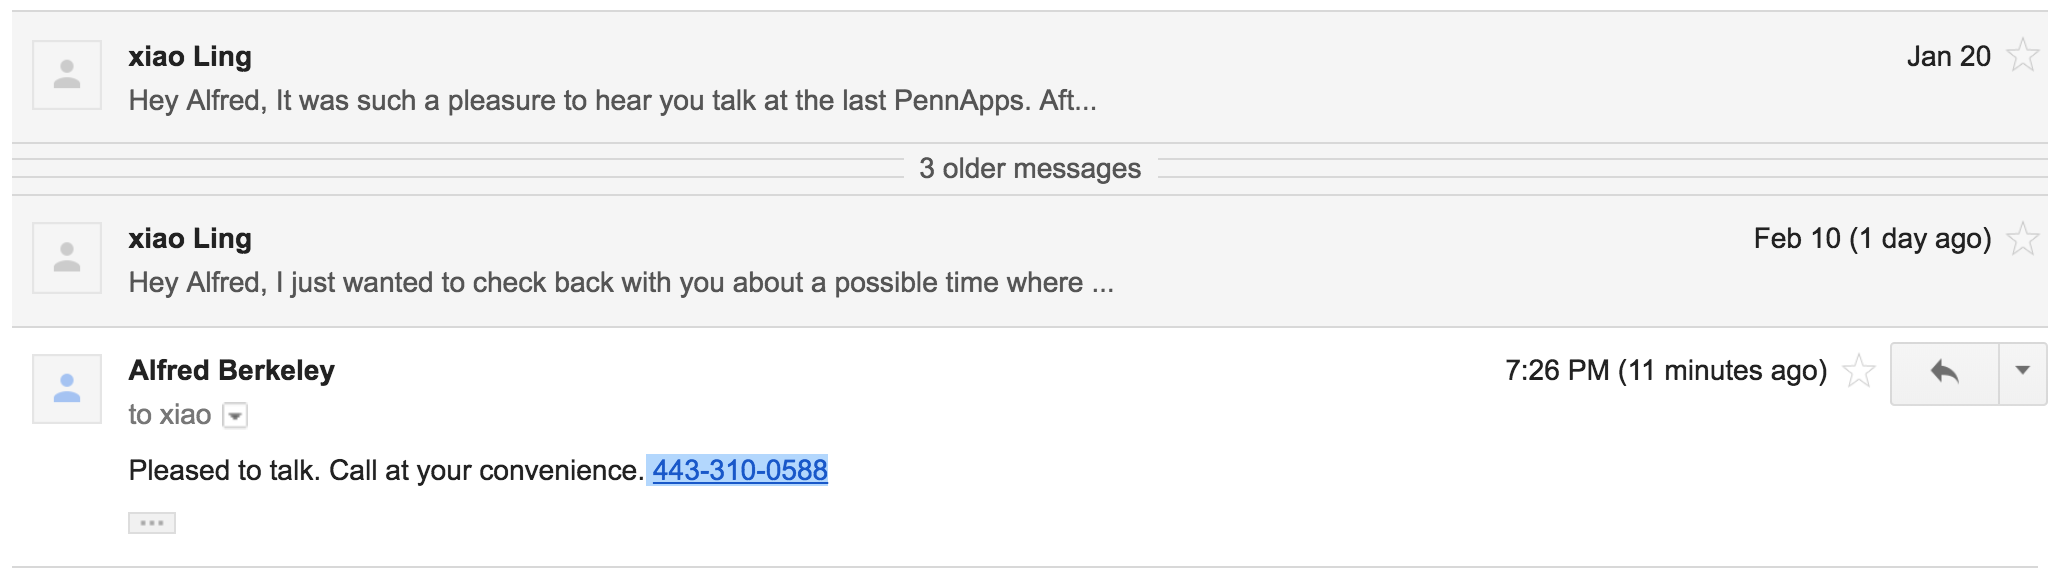 xiao Ling
Jan 20
Hey Alfred, It was such a pleasure to hear you talk at the last PennApps. Aft...
3 older messages
xiao Ling
Feb 10 (1 day ago)
Hey Alfred, I just wanted to check back with you about a possible time where ...
Alfred Berkeley
7:26 PM (11 minutes ago)
to xiao
Pleased to talk. Call at your convenience. 443-310-0588